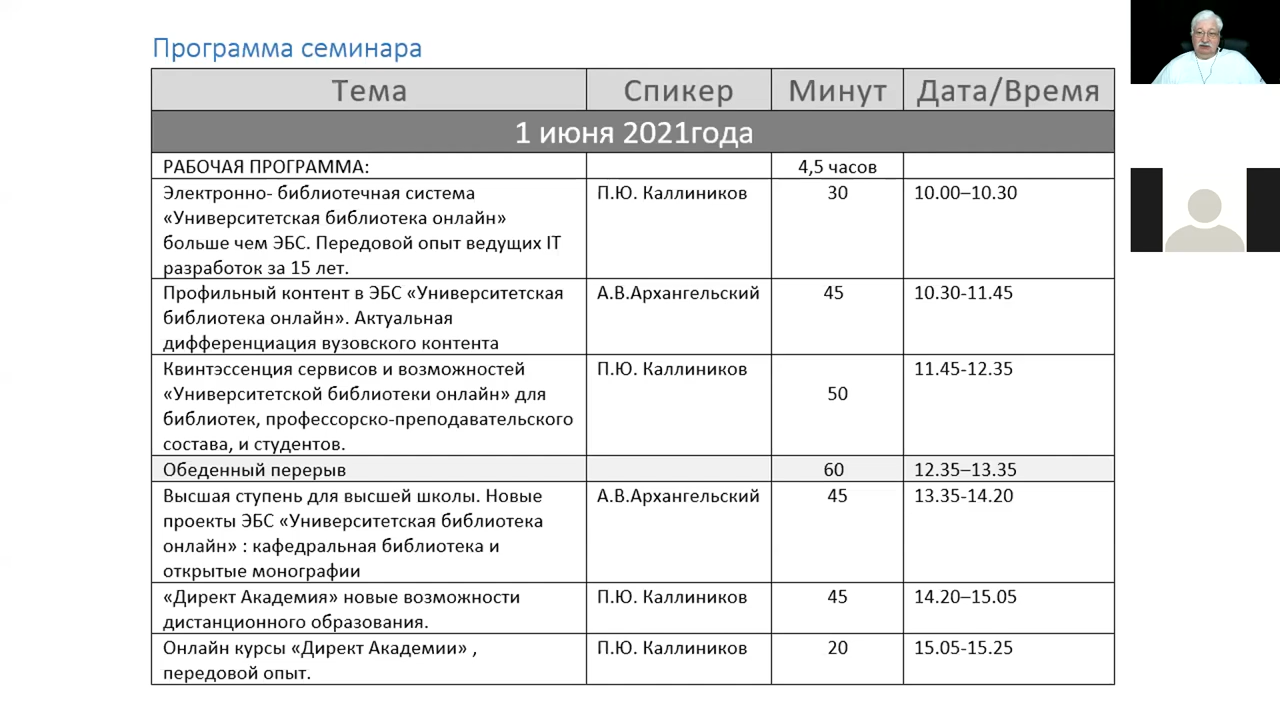 Программа семинара
Тема Спикер Минут Дата/Время
1 июня 2021года
РАБОЧАЯ ПРОГРАММА: 4,5 часов
Электронно- библиотечная система П.Ю. Каллиников 30 10.00–10.30
«Университетская библиотека онлайн»
больше чем ЭБС. Передовой опыт ведущих IT
разработок за 15 лет.
Профильный контент в ЭБС «Университетская А.В.Архангельский 45 10.30-11.45
библиотека онлайн». Актуальная
дифференциация вузовского контента
Квинтэссенция сервисов и возможностей П.Ю. Каллиников 11.45-12.35
«Университетской библиотеки онлайн» для 50
библиотек, профессорско-преподавательского
состава, и студентов.
Обеденный перерыв 60 12.35–13.35
Высшая ступень для высшей школы. Новые А.В.Архангельский 45 13.35-14.20
проекты ЭБС «Университетская библиотека
онлайн» : кафедральная библиотека и
открытые монографии
«Директ Академия» новые возможности П.Ю. Каллиников 45 14.20–15.05
дистанционного образования.
Онлайн курсы «Директ Академии» , П.Ю. Каллиников 20 15.05-15.25
передовой опыт.